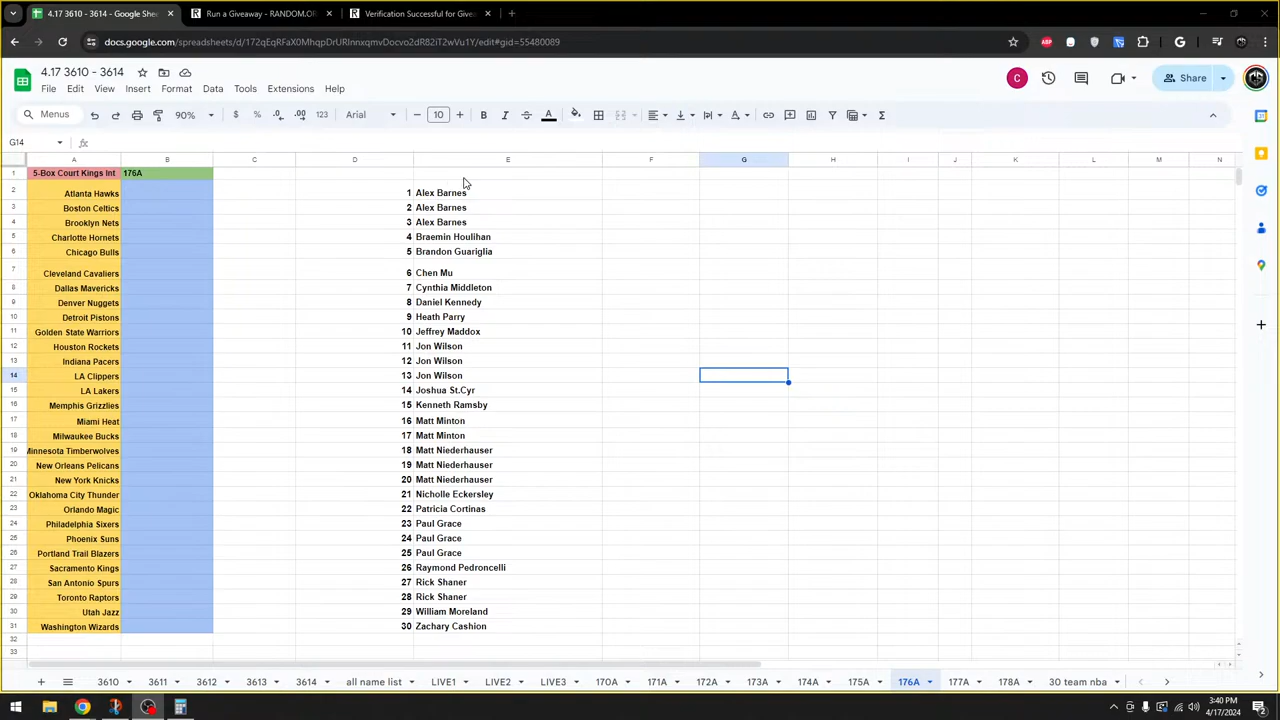 4.17 3610 - 3614 - Google Shee
Run a Giveaway - RANDOM.OR
Verification Successful for Givea
docs.google.com/spreadsheets/d/172qEqRFaX0MhqpDrURInnxqmvDocvo2dR82iT2wVu1Y/edit#gid=55480089
4.17 3610 - 3614
File Edit View Insert Format Data Tools Extensions Help
C
Share
Menus 90% $ % .0 .00 123 Arial 10 B I A
G14 fx
A B C D E F G H I J K L M N
1 5-Box Court Kings Int 176A
2 Atlanta Hawks 1 Alex Barnes
3 Boston Celtics 2 Alex Barnes
4 Brooklyn Nets 3 Alex Barnes
5 Charlotte Hornets 4 Braemin Houlihan
6 Chicago Bulls 5 Brandon Guariglia
7 Cleveland Cavaliers 6 Chen Mu
8 Dallas Mavericks 7 Cynthia Middleton
9 Denver Nuggets 8 Daniel Kennedy
10 Detroit Pistons 9 Heath Parry
11 Golden State Warriors 10 Jeffrey Maddox
12 Houston Rockets 11 Jon Wilson
13 Indiana Pacers 12 Jon Wilson
14 LA Clippers 13 Jon Wilson
15 LA Lakers 14 Joshua St.Cyr
16 Memphis Grizzlies 15 Kenneth Ramsby
17 Miami Heat 16 Matt Minton
18 Milwaukee Bucks 17 Matt Minton
19 Minnesota Timberwolves 18 Matt Niederhauser
20 New Orleans Pelicans 19 Matt Niederhauser
21 New York Knicks 20 Matt Niederhauser
22 Oklahoma City Thunder 21 Nicholle Eckersley
23 Orlando Magic 22 Patricia Cortinas
24 Philadelphia Sixers 23 Paul Grace
25 Phoenix Suns 24 Paul Grace
26 Portland Trail Blazers 25 Paul Grace
27 Sacramento Kings 26 Raymond Pedroncelli
28 San Antonio Spurs 27 Rick Shaner
29 Toronto Raptors 28 Rick Shaner
30 Utah Jazz 29 William Moreland
31 Washington Wizards 30 Zachary Cashion
32
33
3610 3611 3612 3613 3614 all name list LIVE1 LIVE2 LIVE3 170A 171A 172A 173A 174A 175A 176A 177A 178A 30 team nba
3:40 PM
4/17/2024